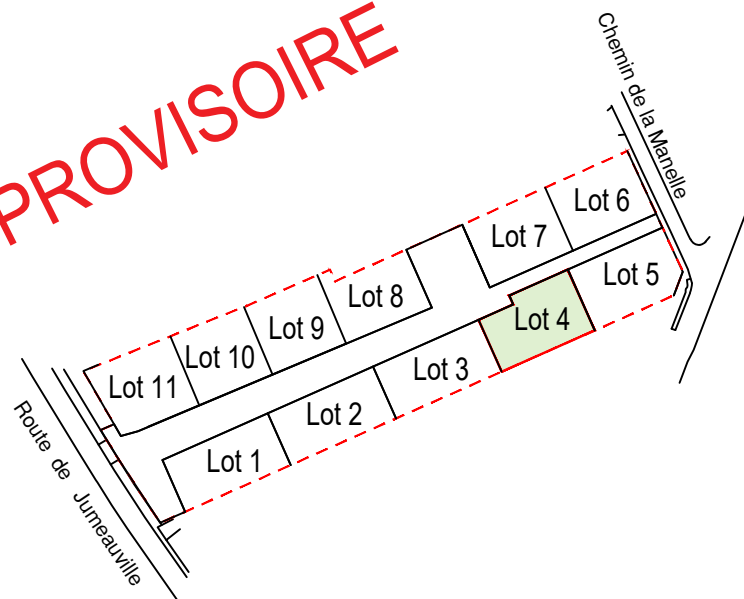 PROVISOIRE
Chemin de la Manelle
Lot 6
Lot 7
Lot 5
Lot 8
Lot 4
Lot 9
Lot 10
Lot 3
Lot 11
Lot 2
Lot 1
Route de Jumeauville